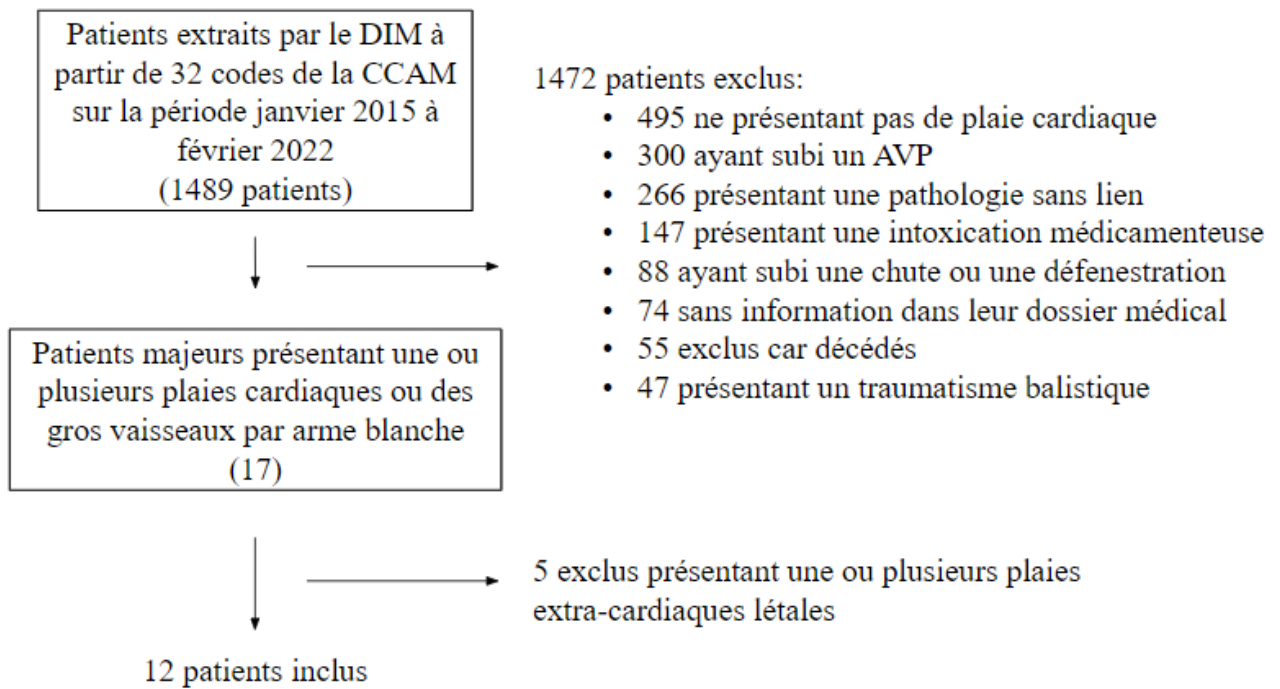 Patients extraits par le DIM à
partir de 32 codes de la CCAM
sur la période janvier 2015 à
février 2022
(1489 patients)
1472 patients exclus:
• 495 ne présentant pas de plaie cardiaque
• 300 ayant subi un AVP
• 266 présentant une pathologie sans lien
• 147 présentant une intoxication médicamenteuse
• 88 ayant subi une chute ou une défenestration
• 74 sans information dans leur dossier médical
• 55 exclus car décédés
• 47 présentant un traumatisme balistique
Patients majeurs présentant une ou
plusieurs plaies cardiaques ou des
gros vaisseaux par arme blanche
(17)
5 exclus présentant une ou plusieurs plaies
extra-cardiaques létales
12 patients inclus